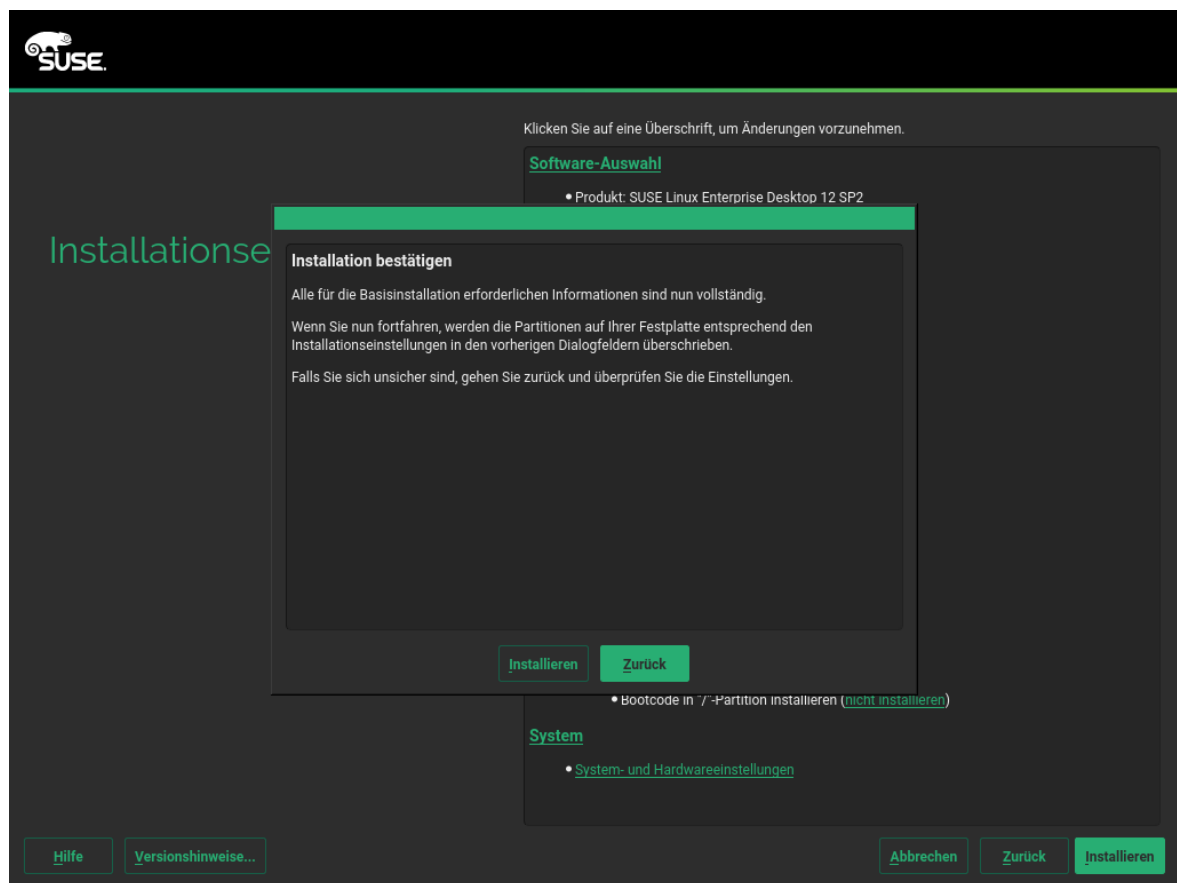 SUSE.
Klicken Sie auf eine Überschrift, um Änderungen vorzunehmen.
Software-Auswahl
Produkt: SUSE Linux Enterprise Desktop 12 SP2
Installationse
Installation bestätigen
Alle für die Basisinstallation erforderlichen Informationen sind nun vollständig.
Wenn Sie nun fortfahren, werden die Partitionen auf Ihrer Festplatte entsprechend den
Installationseinstellungen in den vorherigen Dialogfeldern überschrieben.
Falls Sie sich unsicher sind, gehen Sie zurück und überprüfen Sie die Einstellungen.
Installieren Zurück
Bootcode in "/"-Partition installieren (nicht installieren)
System
System- und Hardwareeinstellungen
Hilfe Versionshinweise... Abbrechen Zurück Installieren